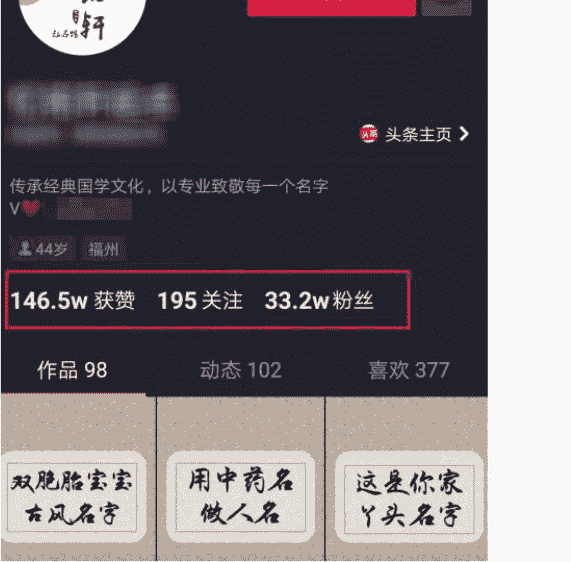 轩
头条主页
传承经典国学文化，以专业致敬每一个名字
V
44岁 福州
146.5w 获赞 195 关注 33.2w 粉丝
作品 98 动态 102 喜欢 377
双胞胎宝宝
古风名字
用中药名
做人名
这是你家
丫头名字